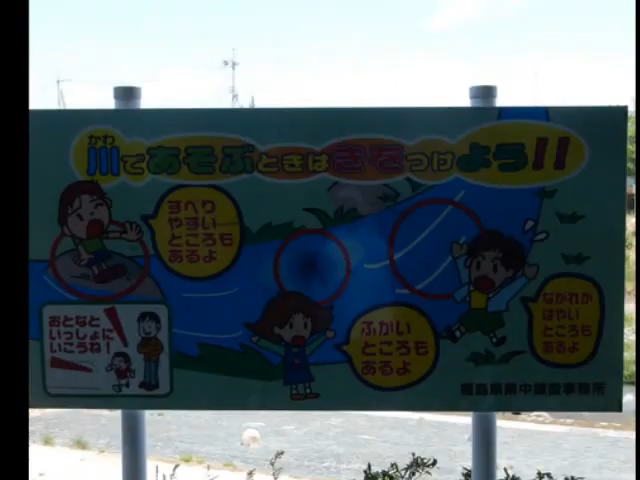 かわ
川であそぶときは気をつけよう!!
すべり
やすい
ところも
あるよ
ふかい
ところも
あるよ
ながれが
はやい
ところも
あるよ
おとなと
いっしょに
いこうね!
福島県県中建設事務所